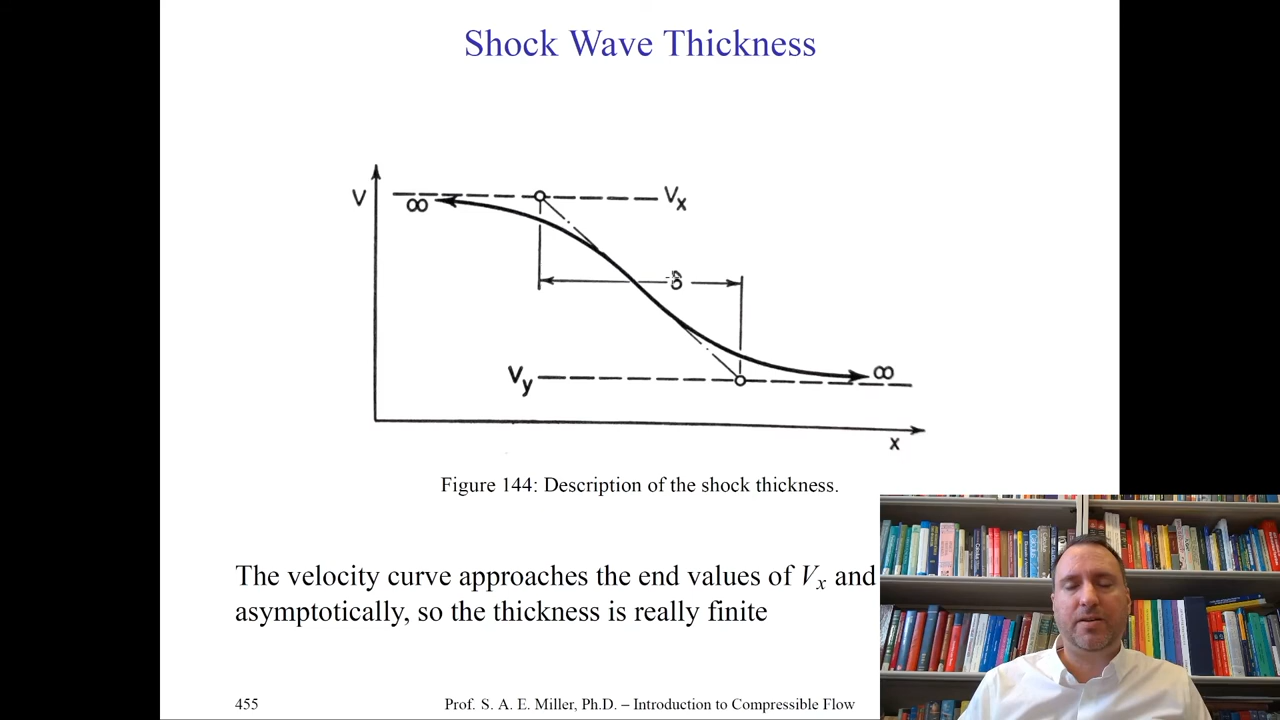 Shock Wave Thickness
V
∞
Vx
δ
Vy
∞
x
Figure 144: Description of the shock thickness.
The velocity curve approaches the end values of Vx and
asymptotically, so the thickness is really finite
455
Prof. S. A. E. Miller, Ph.D. – Introduction to Compressible Flow